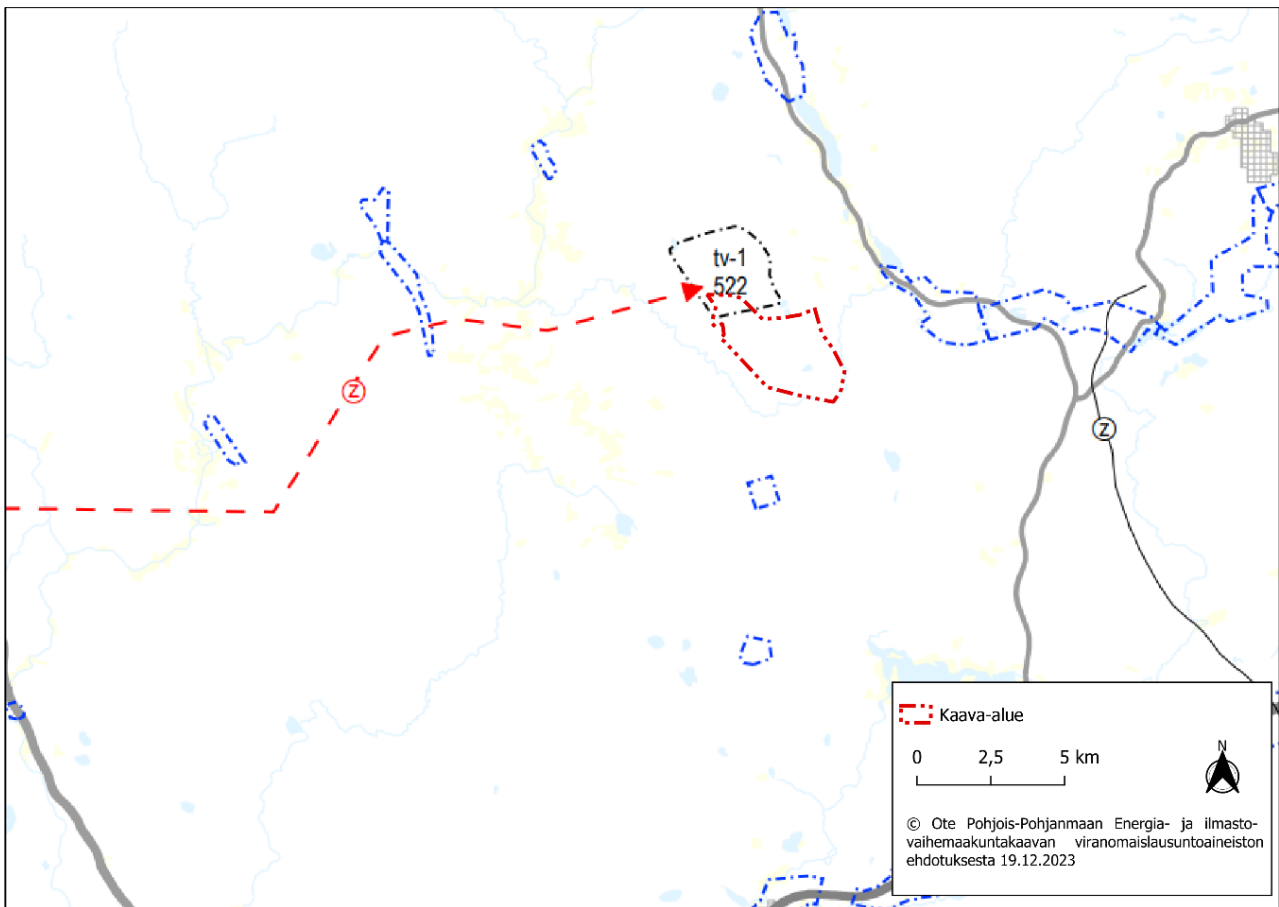 tv-1
522
Z
Z
Kaava-alue
0 2,5 5 km
N
© Ote Pohjois-Pohjanmaan Energia- ja ilmasto-
vaihemaakuntakaavan viranomaislausuntoaineiston
ehdotuksesta 19.12.2023